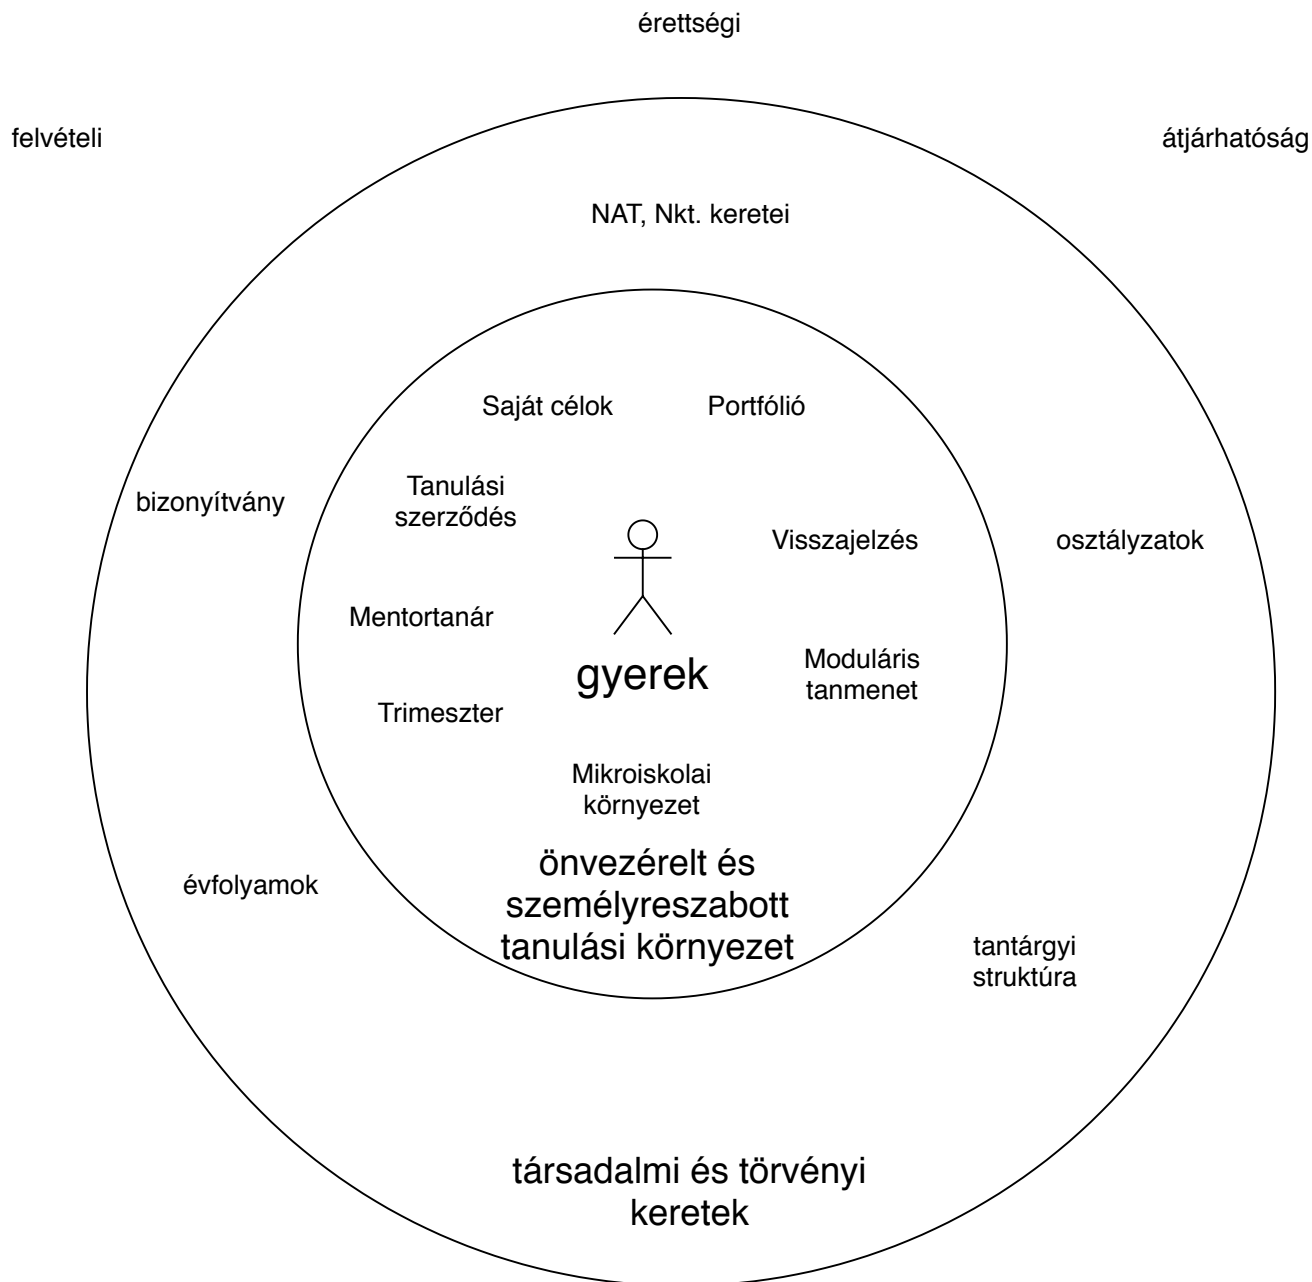 érettségi
felvételi
átjárhatóság
NAT, Nkt. keretei
Saját célok
Portfólió
Tanulási
szerződés
bizonyítvány
Visszajelzés
osztályzatok
Mentortanár
gyerek
Moduláris
tanmenet
Trimeszter
Mikroiskolai
környezet
önvezérelt és
személyreszabott
tanulási környezet
évfolyamok
tantárgyi
struktúra
társadalmi és törvényi
keretek